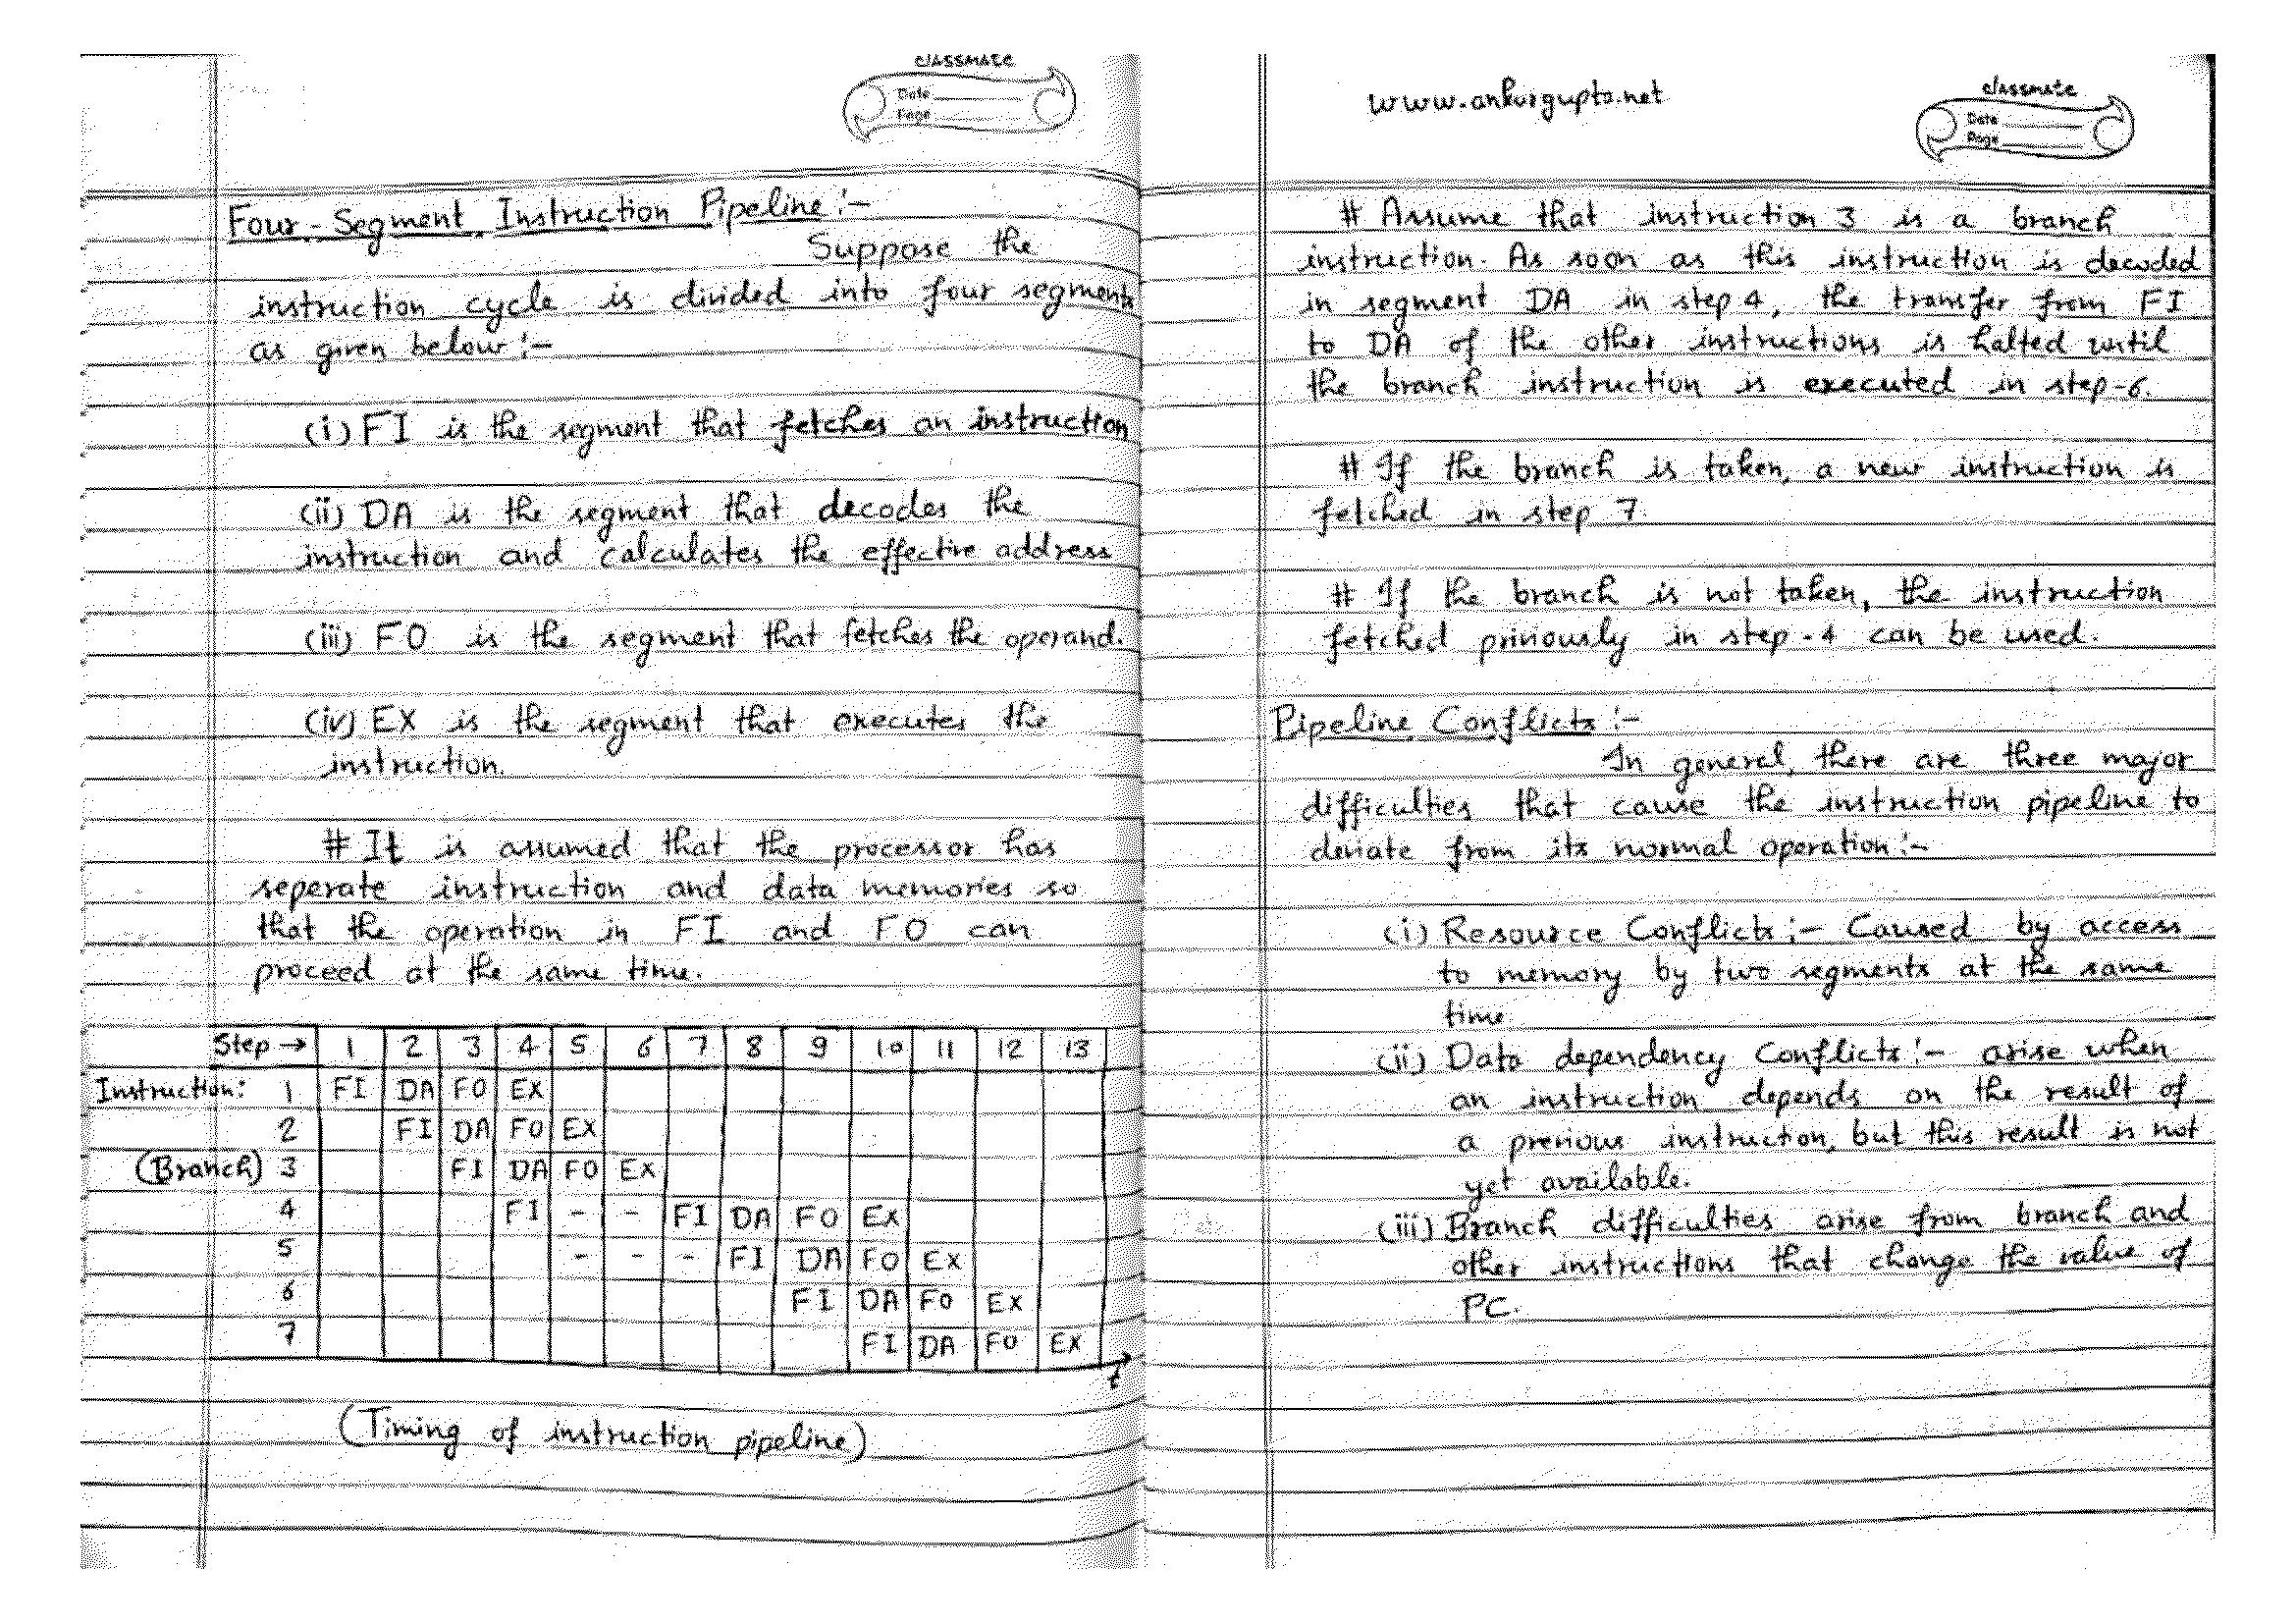 classmate
Date
Page
Four-Segment Instruction Pipeline :-
Suppose the
instruction cycle is divided into four segments
as given below :-
(i) FI is the segment that fetches an instruction
(ii) DA is the segment that decodes the
instruction and calculates the effective address
(iii) FO is the segment that fetches the operand.
(iv) EX is the segment that executes the
instruction.
# It is assumed that the processor has
seperate instruction and data memories so
that the operation in FI and FO can
proceed at the same time.
Step → 1 2 3 4 5 6 7 8 9 10 11 12 13
Instruction: 1 FI DA FO EX
2 FI DA FO EX
(Branch) 3 FI DA FO EX
4 FI - - FI DA FO EX
5 - - - FI DA FO EX
6 FI DA FO EX
7 FI DA FO EX
t
(Timing of instruction pipeline)
www.ankurgupta.net
classmate
Date
Page
# Assume that instruction 3 is a branch
instruction. As soon as this instruction is decoded
in segment DA in step 4, the transfer from FI
to DA of the other instructions is halted until
the branch instruction is executed in step-6.
# If the branch is taken, a new instruction is
fetched in step 7.
# If the branch is not taken, the instruction
fetched priviously in step-4 can be used.
Pipeline Conflicts :-
In general, there are three major
difficulties that cause the instruction pipeline to
deviate from its normal operation :-
(i) Resource Conflicts :- Caused by access
to memory by two segments at the same
time
(ii) Data dependency Conflicts :- arise when
an instruction depends on the result of
a previous instruction, but this result is not
yet available.
(iii) Branch difficulties arise from branch and
other instructions that change the value of
PC.